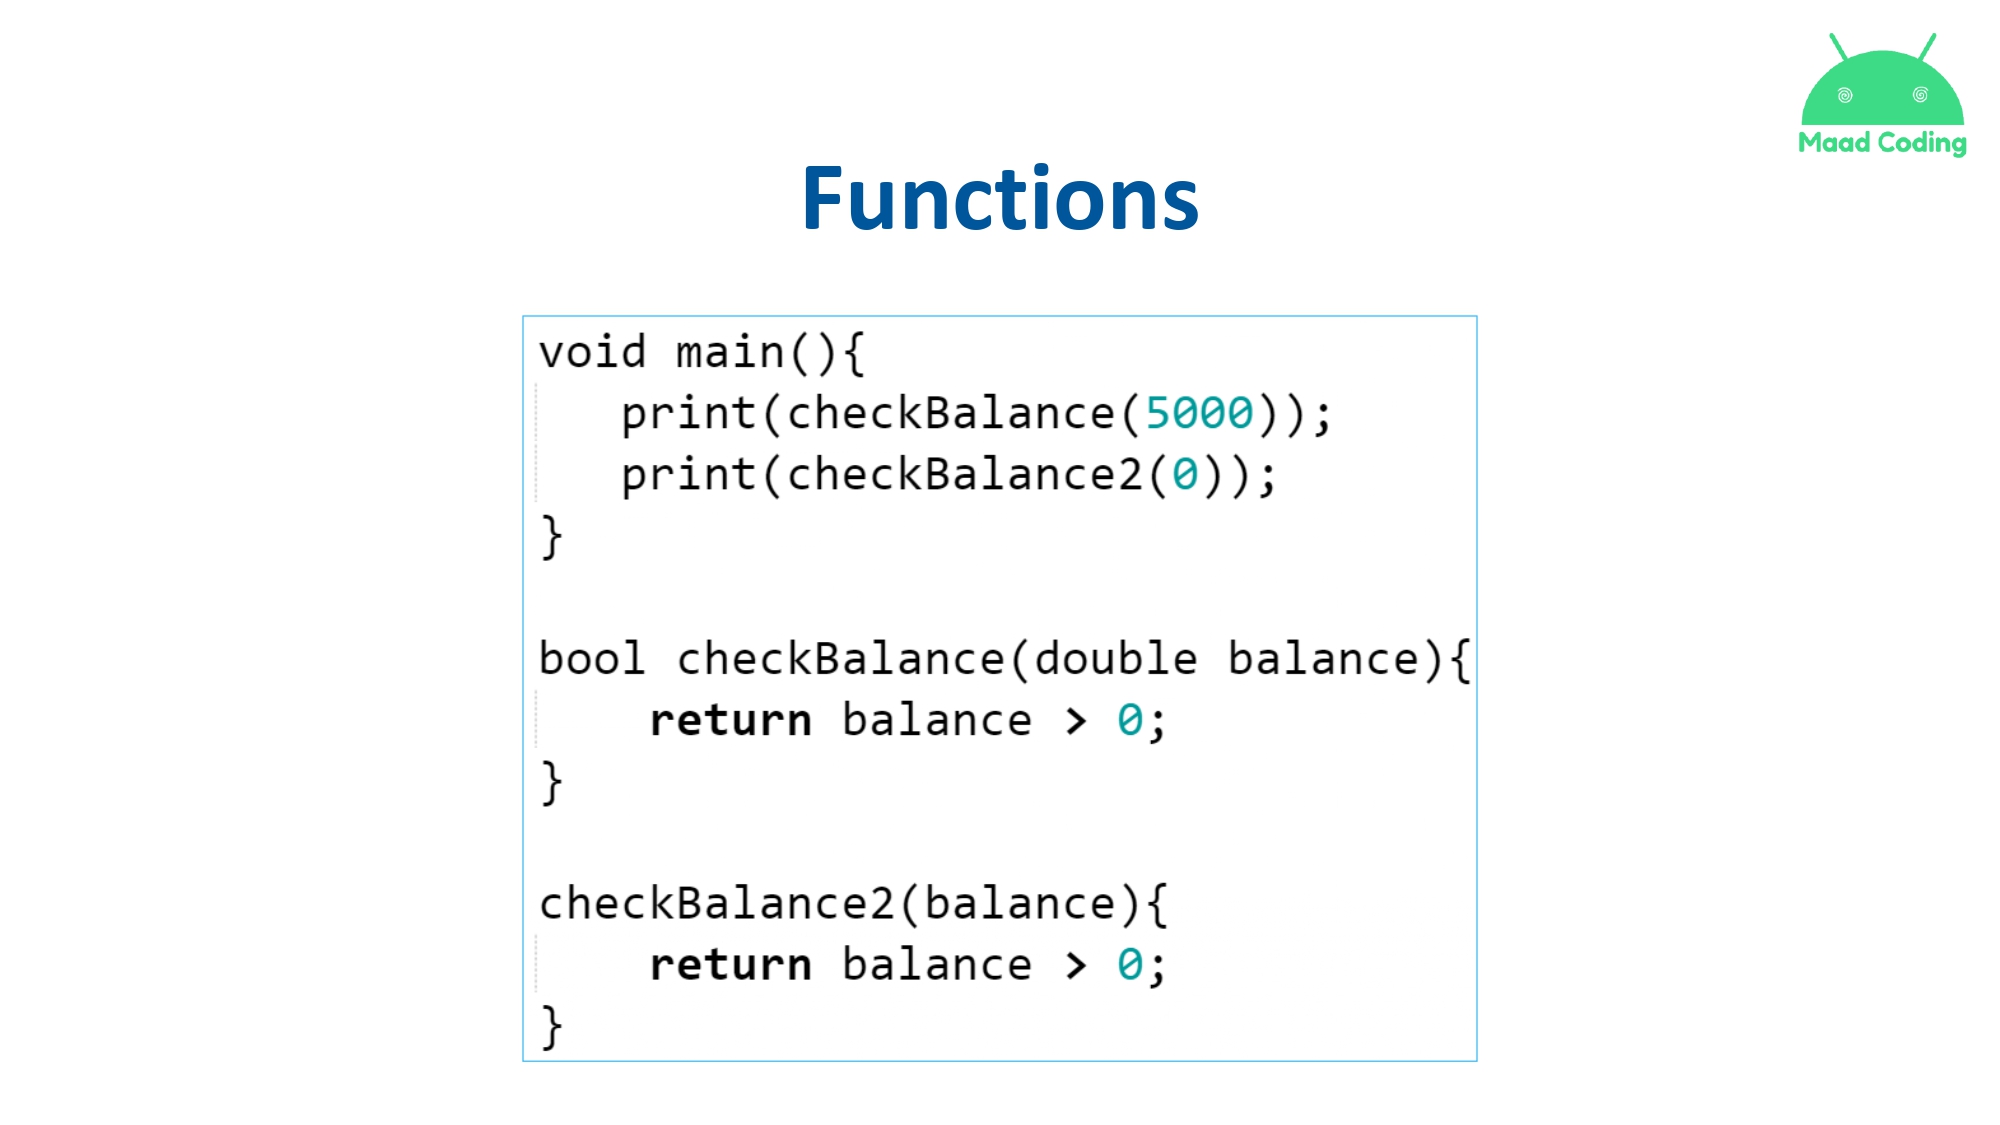 Maad Coding
Functions
void main(){
   print(checkBalance(5000));
   print(checkBalance2(0));
}
bool checkBalance(double balance){
    return balance > 0;
}
checkBalance2(balance){
    return balance > 0;
}